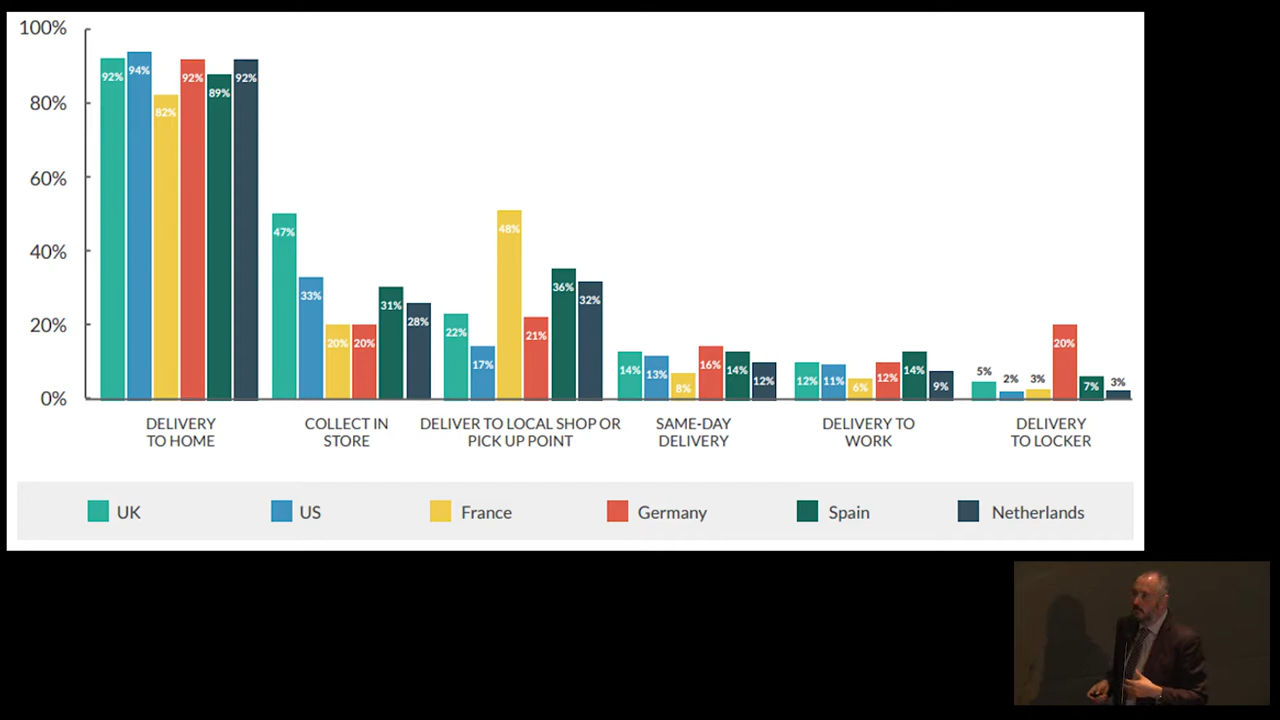 100%
80%
60%
40%
20%
0%
92%
94%
82%
92%
89%
92%
47%
33%
20%
20%
31%
28%
22%
17%
48%
21%
36%
32%
14%
13%
8%
16%
14%
12%
12%
11%
6%
12%
14%
9%
5%
2%
3%
20%
7%
3%
DELIVERY
TO HOME
COLLECT IN
STORE
DELIVER TO LOCAL SHOP OR
PICK UP POINT
SAME-DAY
DELIVERY
DELIVERY TO
WORK
DELIVERY
TO LOCKER
UK
US
France
Germany
Spain
Netherlands